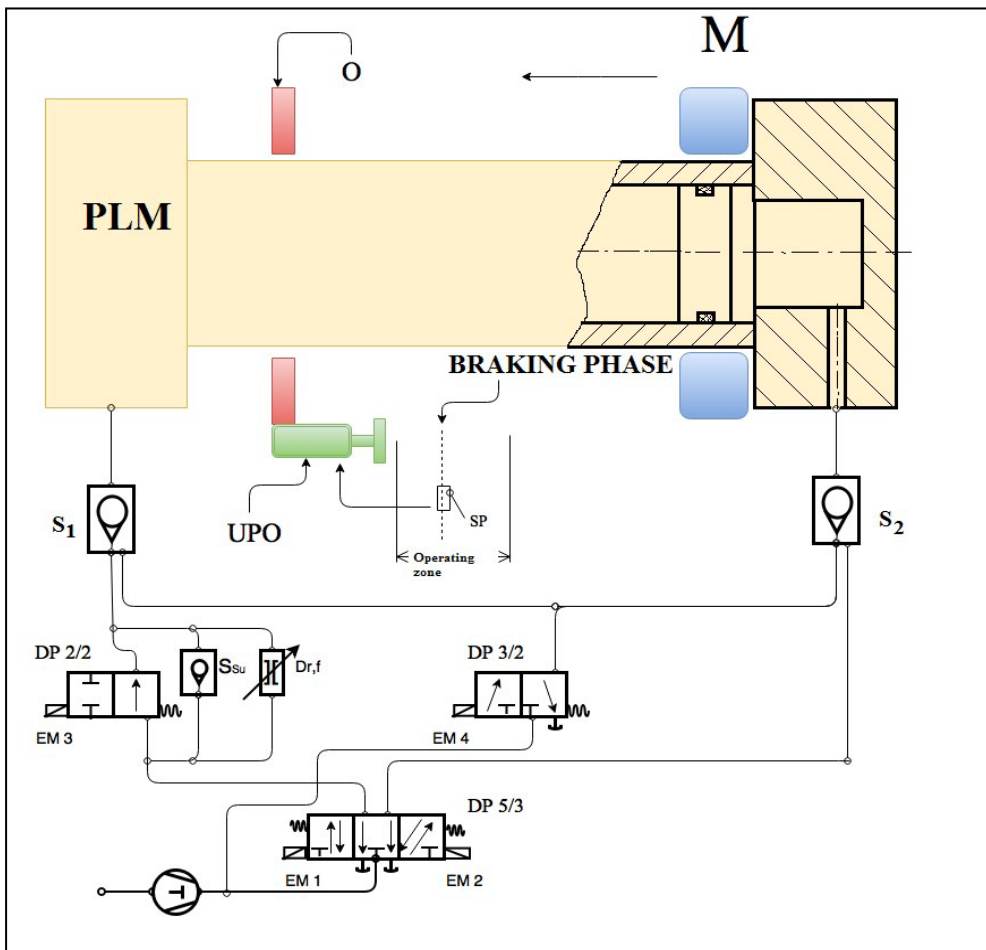 M
O
PLM
BRAKING PHASE
S1
UPO
SP
S2
Operating
zone
DP 2/2
SSu
Dr,f
DP 3/2
EM 3
EM 4
DP 5/3
EM 1
EM 2